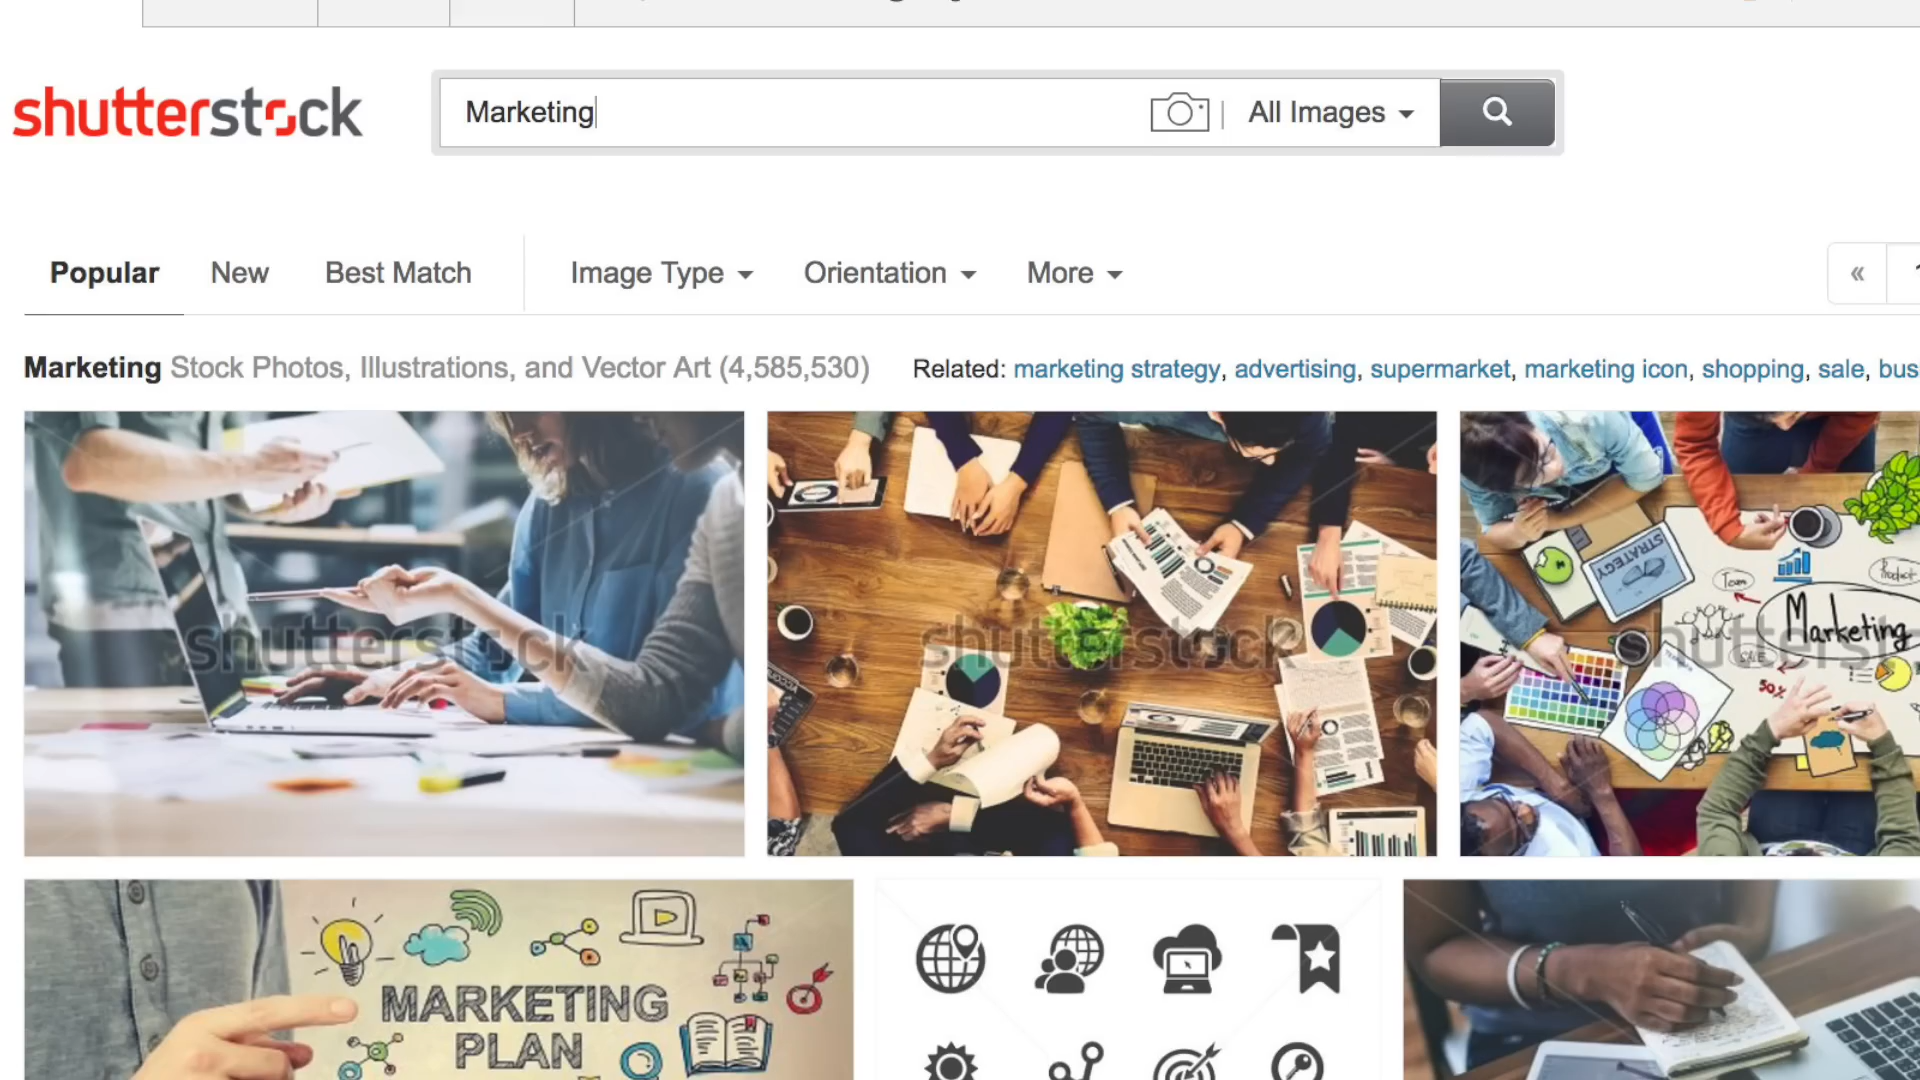 shutterstock
Marketing
All Images
Popular
New
Best Match
Image Type
Orientation
More
«
Marketing Stock Photos, Illustrations, and Vector Art (4,585,530)
Related: marketing strategy, advertising, supermarket, marketing icon, shopping, sale,
shutterstock
shutterstock
STRATEGY
Team
Product
Marketing
SALE
50%
MARKETING
PLAN